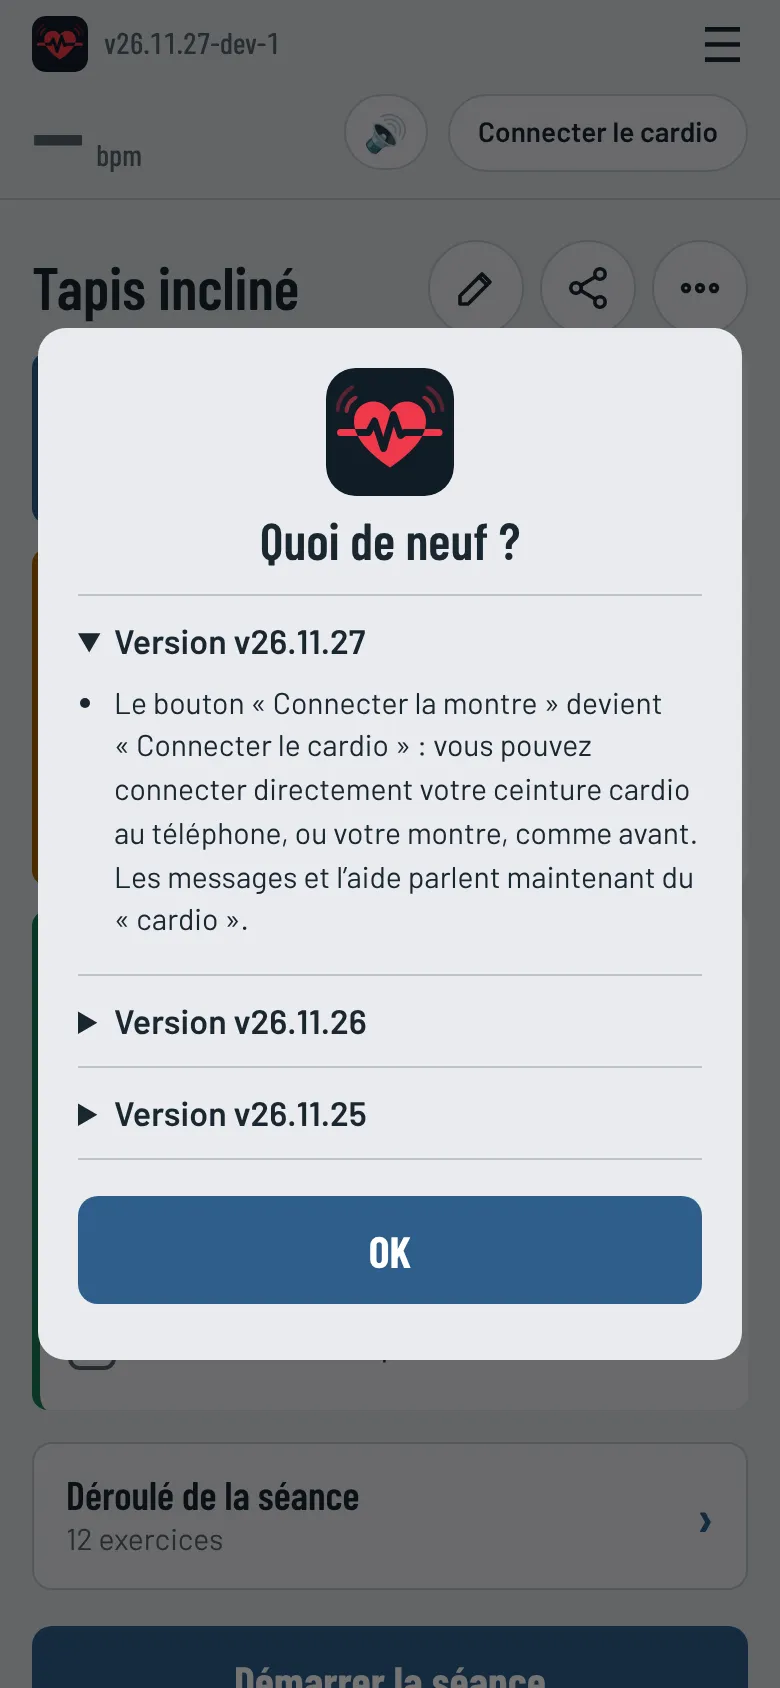 v26.11.27-dev-1
bpm
Connecter le cardio
Tapis incliné
Quoi de neuf ?
Version v26.11.27
• Le bouton « Connecter la montre » devient
« Connecter le cardio » : vous pouvez
connecter directement votre ceinture cardio
au téléphone, ou votre montre, comme avant.
Les messages et l’aide parlent maintenant du
« cardio ».
Version v26.11.26
Version v26.11.25
OK
Déroulé de la séance
12 exercices
Démarrer la séance